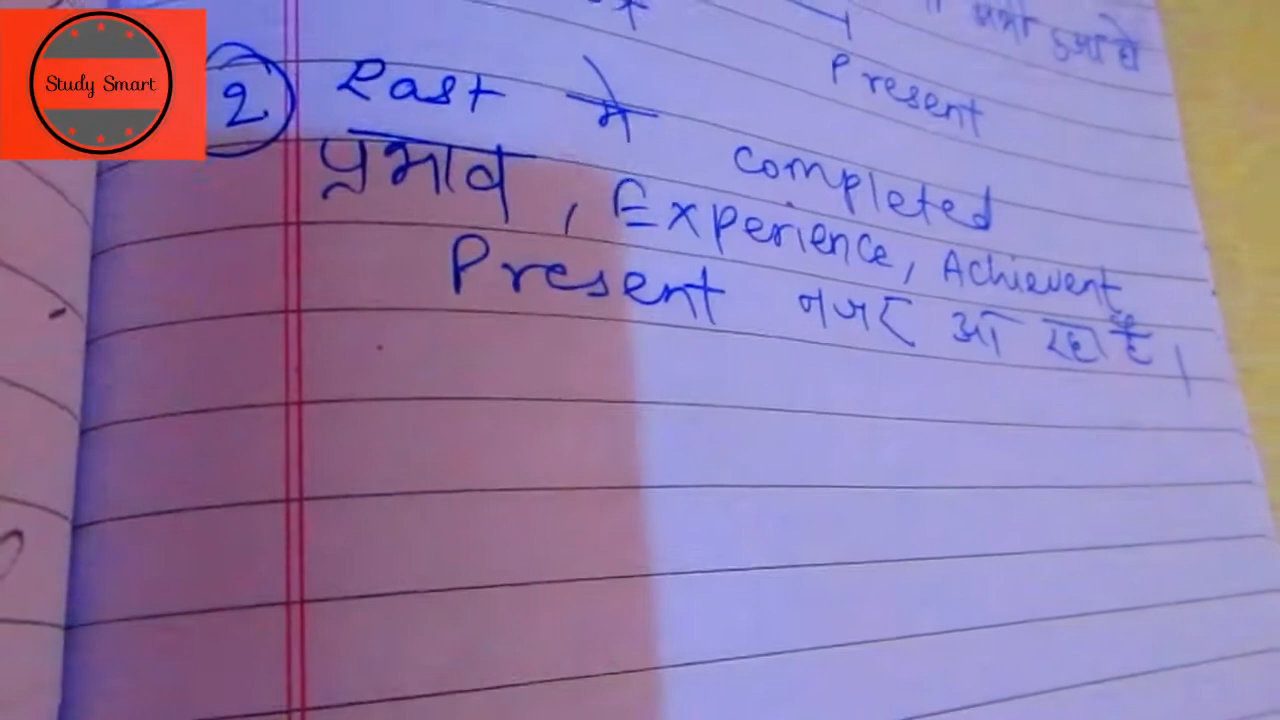 Study Smart
हुआ हो
Present
② Past में completed
प्रभाव, Experience, Achievent
Present नजर आ रहा है।